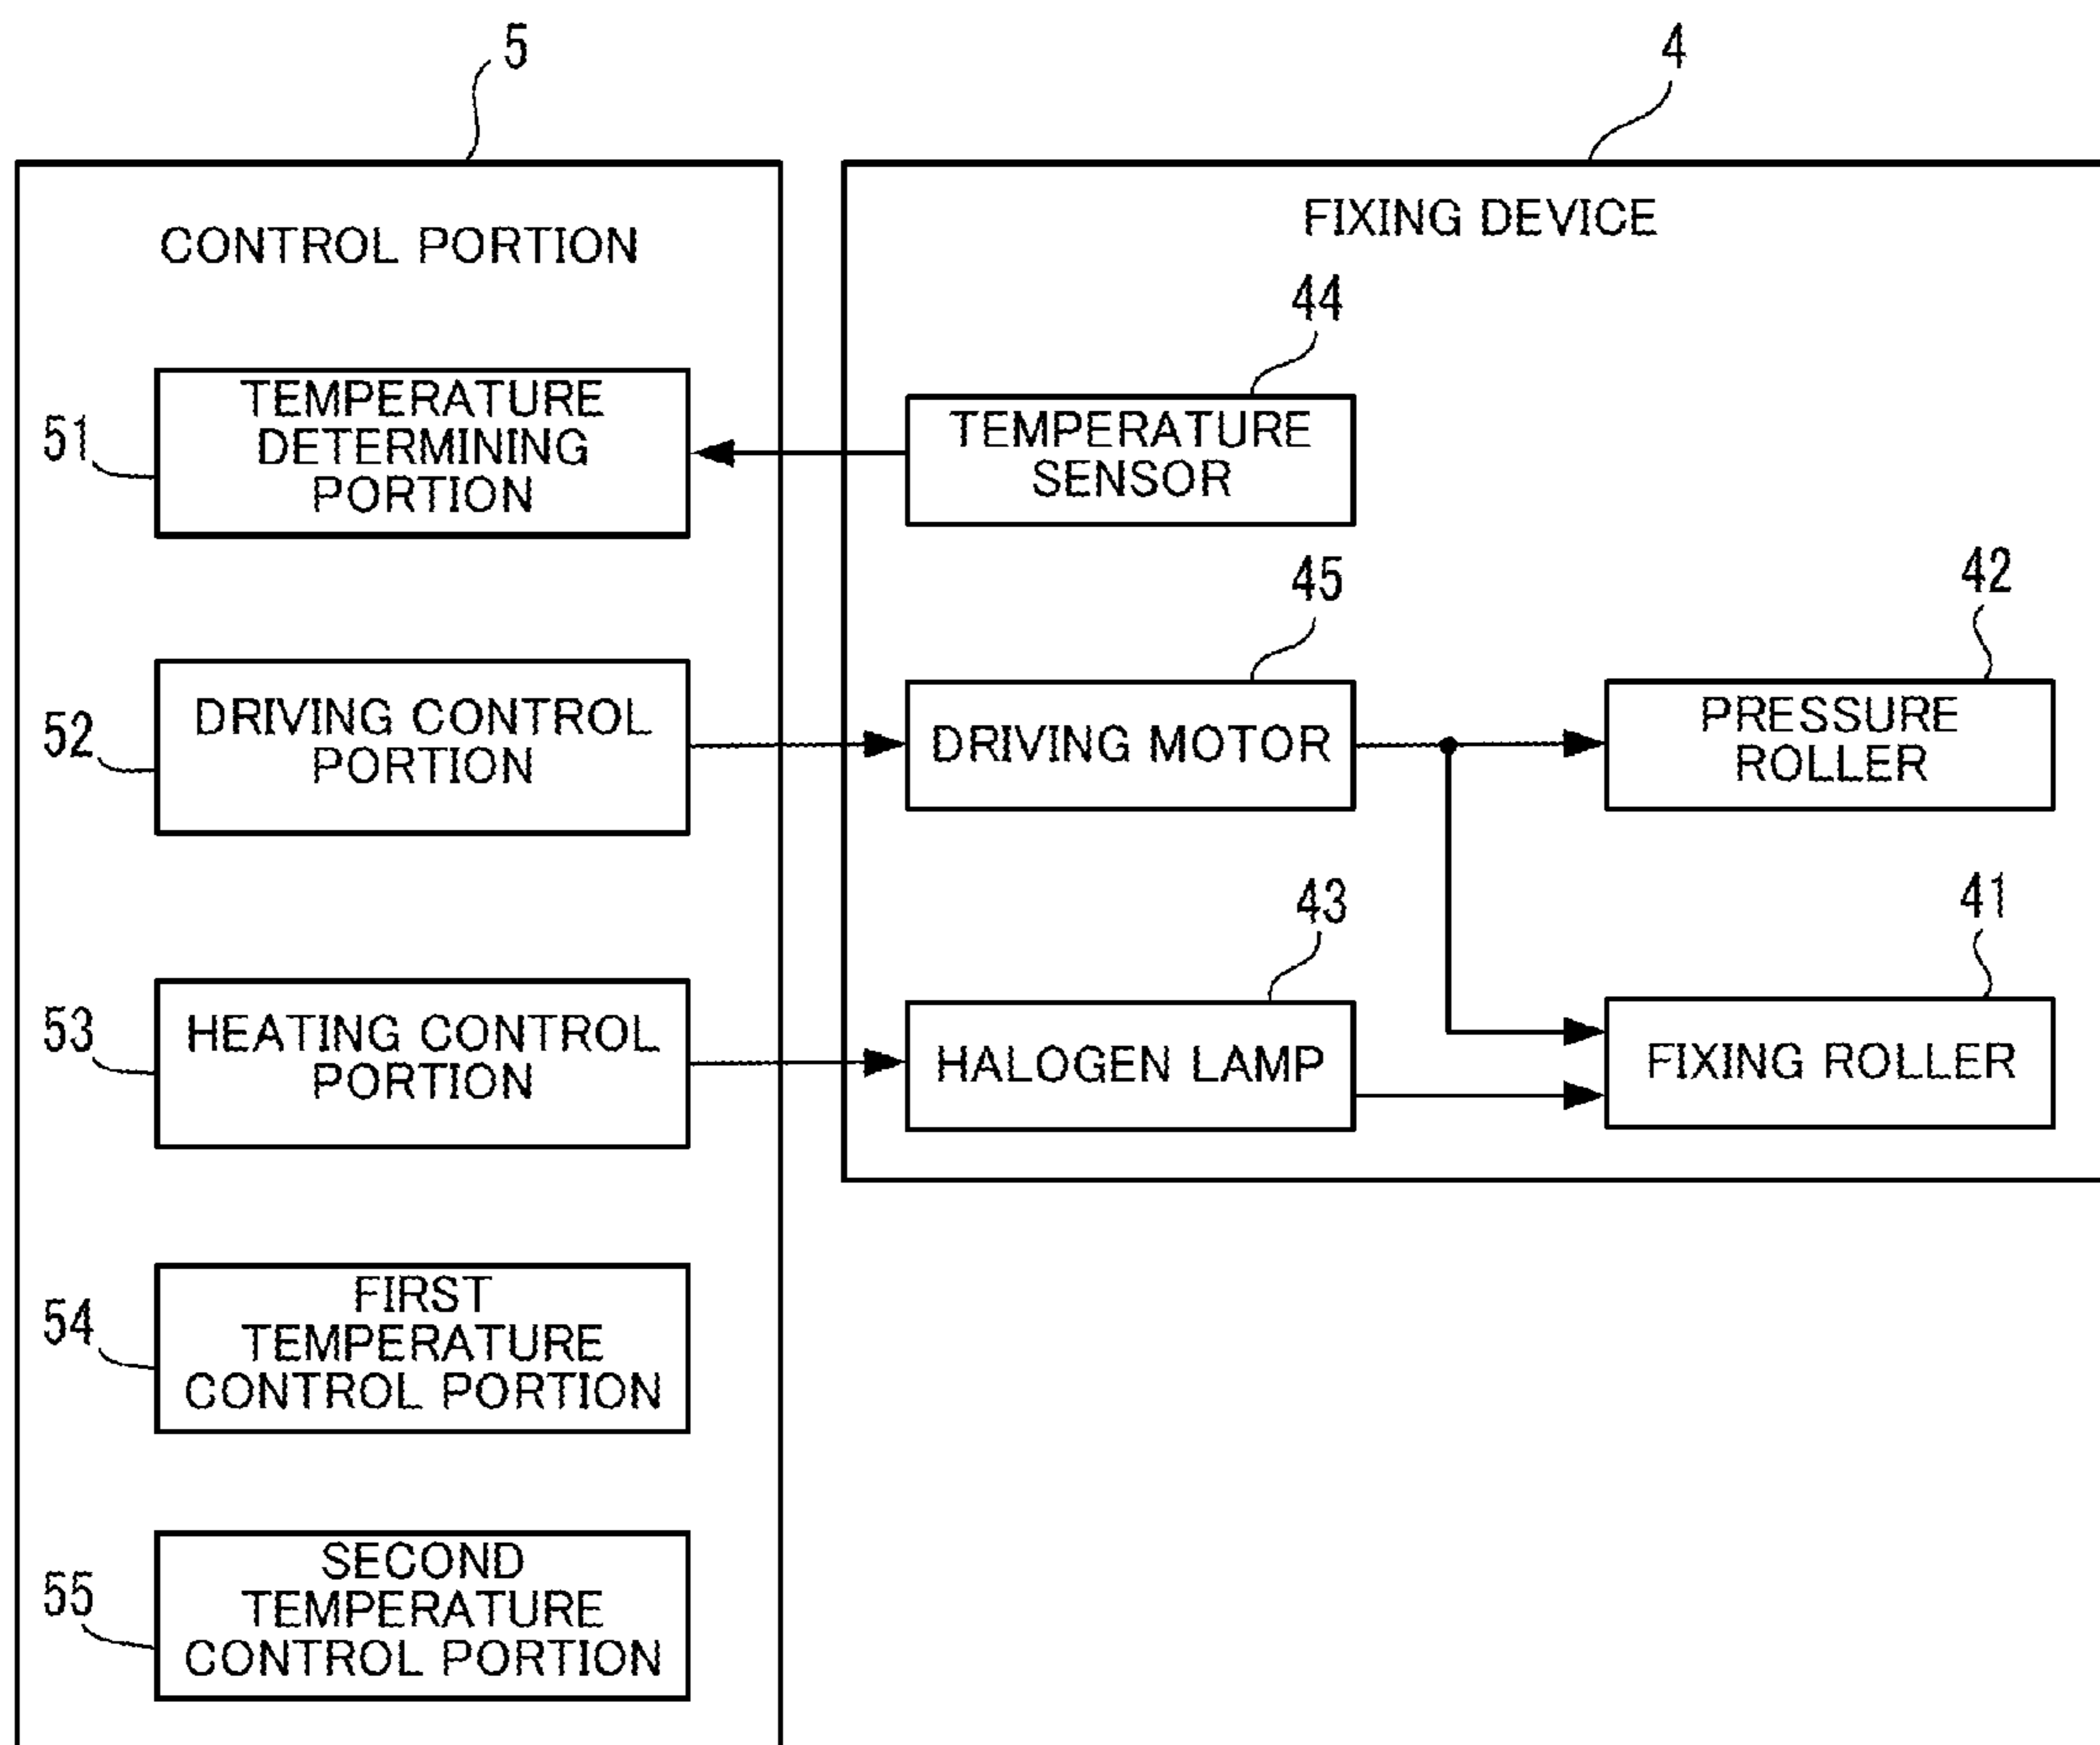 5
4
CONTROL PORTION
FIXING DEVICE
51
TEMPERATURE
DETERMINING
PORTION
44
TEMPERATURE
SENSOR
52
DRIVING CONTROL
PORTION
45
DRIVING MOTOR
42
PRESSURE
ROLLER
53
HEATING CONTROL
PORTION
43
HALOGEN LAMP
41
FIXING ROLLER
54
FIRST
TEMPERATURE
CONTROL PORTION
55
SECOND
TEMPERATURE
CONTROL PORTION